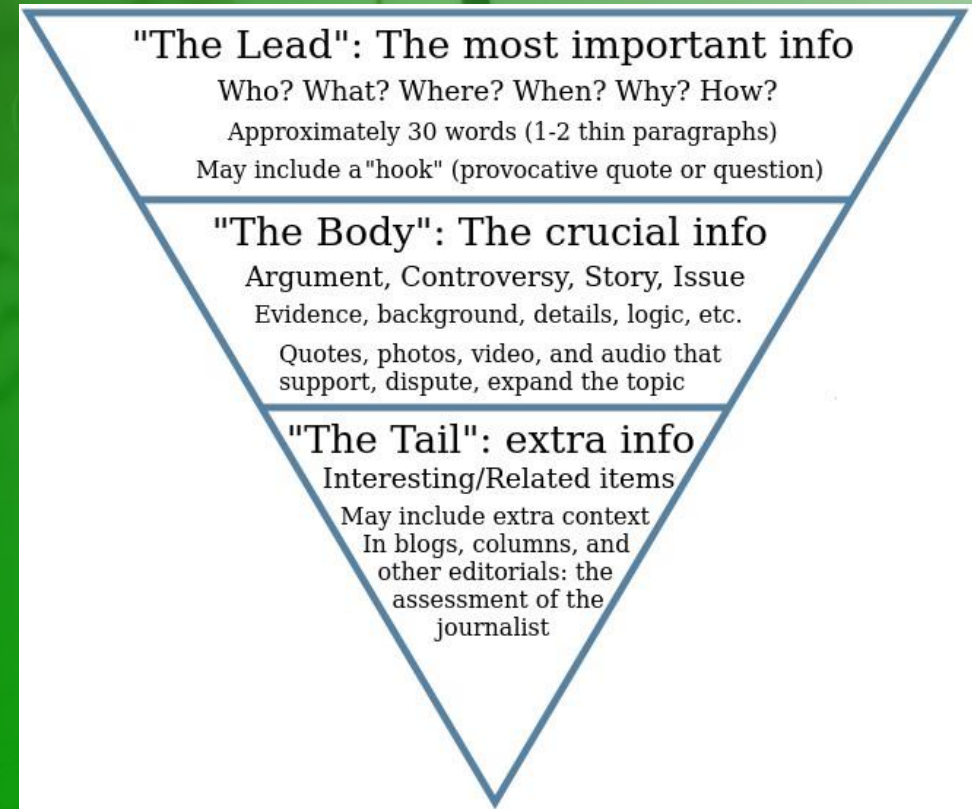 "The Lead": The most important info
Who? What? Where? When? Why? How?
Approximately 30 words (1-2 thin paragraphs)
May include a "hook" (provocative quote or question)
"The Body": The crucial info
Argument, Controversy, Story, Issue
Evidence, background, details, logic, etc.
Quotes, photos, video, and audio that
support, dispute, expand the topic
"The Tail": extra info
Interesting/Related items
May include extra context
In blogs, columns, and
other editorials: the
assessment of the
journalist